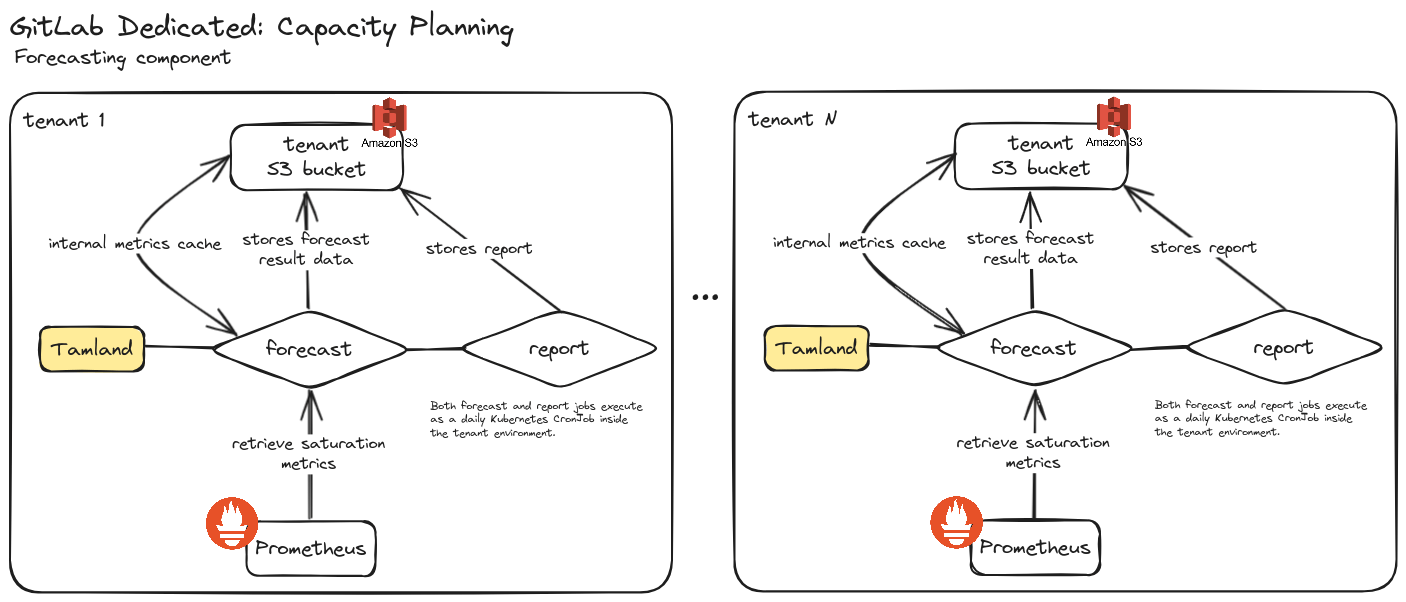 GitLab Dedicated: Capacity Planning
Forecasting component
tenant 1
Amazon S3
tenant
S3 bucket
internal metrics cache
stores forecast
result data
stores report
Tamland
forecast
report
Both forecast and report jobs execute
as a daily Kubernetes CronJob inside
the tenant environment.
retrieve saturation
metrics
Prometheus
...
tenant N
Amazon S3
tenant
S3 bucket
internal metrics cache
stores forecast
result data
stores report
Tamland
forecast
report
Both forecast and report jobs execute
as a daily Kubernetes CronJob inside
the tenant environment.
retrieve saturation
metrics
Prometheus